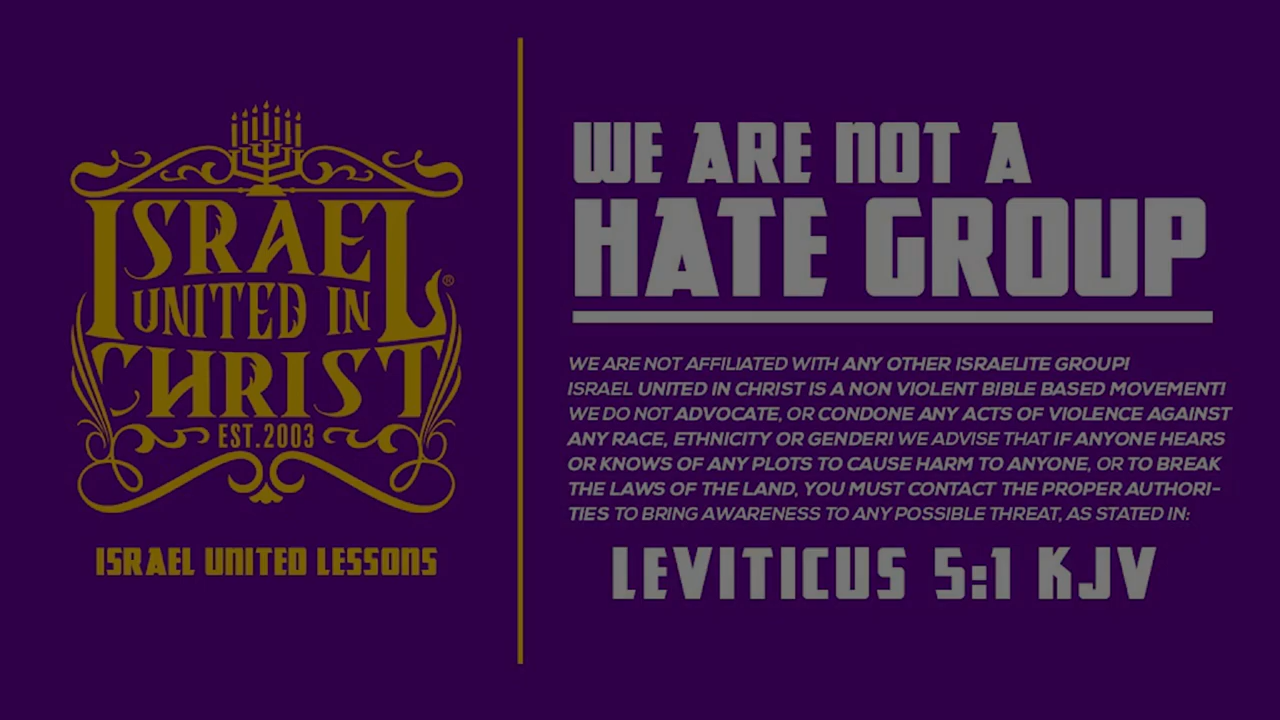 ISRAEL
UNITED IN
CHRIST
®
EST.2003
ISRAEL UNITED LESSONS
WE ARE NOT A
HATE GROUP
WE ARE NOT AFFILIATED WITH ANY OTHER ISRAELITE GROUP!
ISRAEL UNITED IN CHRIST IS A NON VIOLENT BIBLE BASED MOVEMENT!
WE DO NOT ADVOCATE, OR CONDONE ANY ACTS OF VIOLENCE AGAINST
ANY RACE, ETHNICITY OR GENDER! WE ADVISE THAT IF ANYONE HEARS
OR KNOWS OF ANY PLOTS TO CAUSE HARM TO ANYONE, OR TO BREAK
THE LAWS OF THE LAND, YOU MUST CONTACT THE PROPER AUTHORI-
TIES TO BRING AWARENESS TO ANY POSSIBLE THREAT, AS STATED IN:
LEVITICUS 5:1 KJV